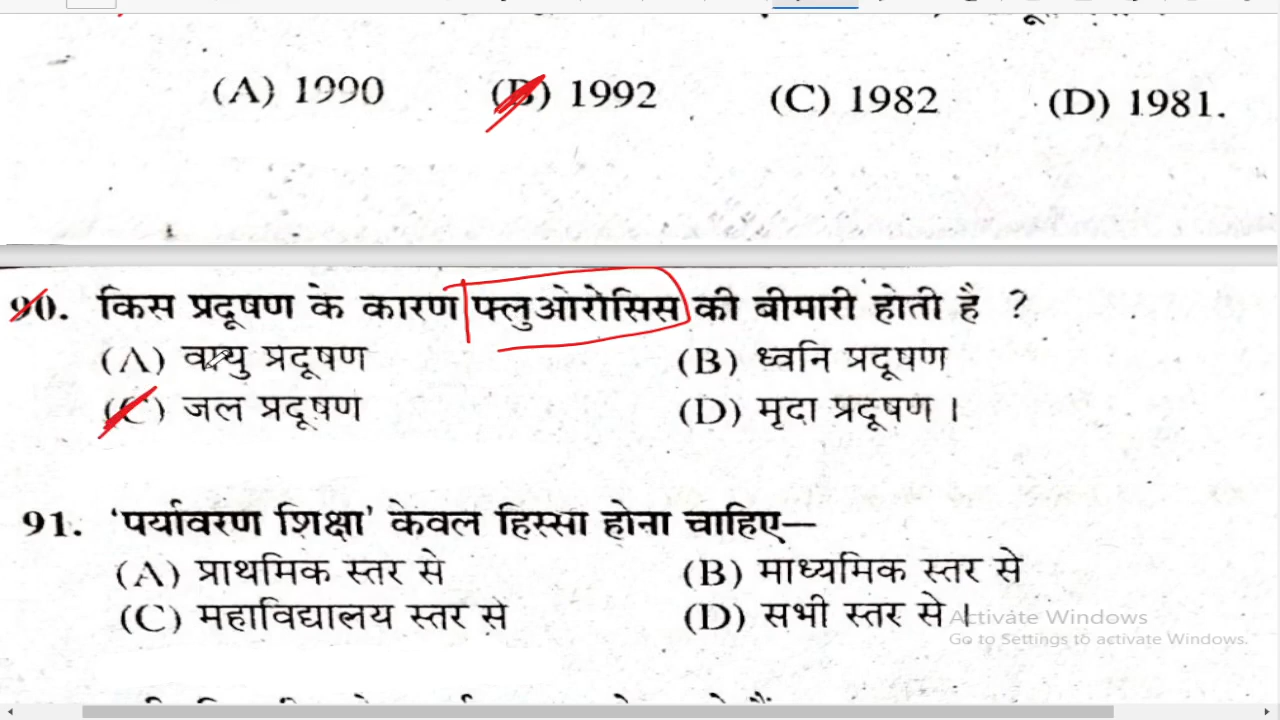 (A) 1990 (B) 1992 (C) 1982 (D) 1981.
90. किस प्रदूषण के कारण फ्लुओरोसिस की बीमारी होती है ?
(A) वायु प्रदूषण (B) ध्वनि प्रदूषण
(C) जल प्रदूषण (D) मृदा प्रदूषण ।
91. 'पर्यावरण शिक्षा' केवल हिस्सा होना चाहिए—
(A) प्राथमिक स्तर से (B) माध्यमिक स्तर से
(C) महाविद्यालय स्तर से (D) सभी स्तर से ।
Activate Windows
Go to Settings to activate Windows.